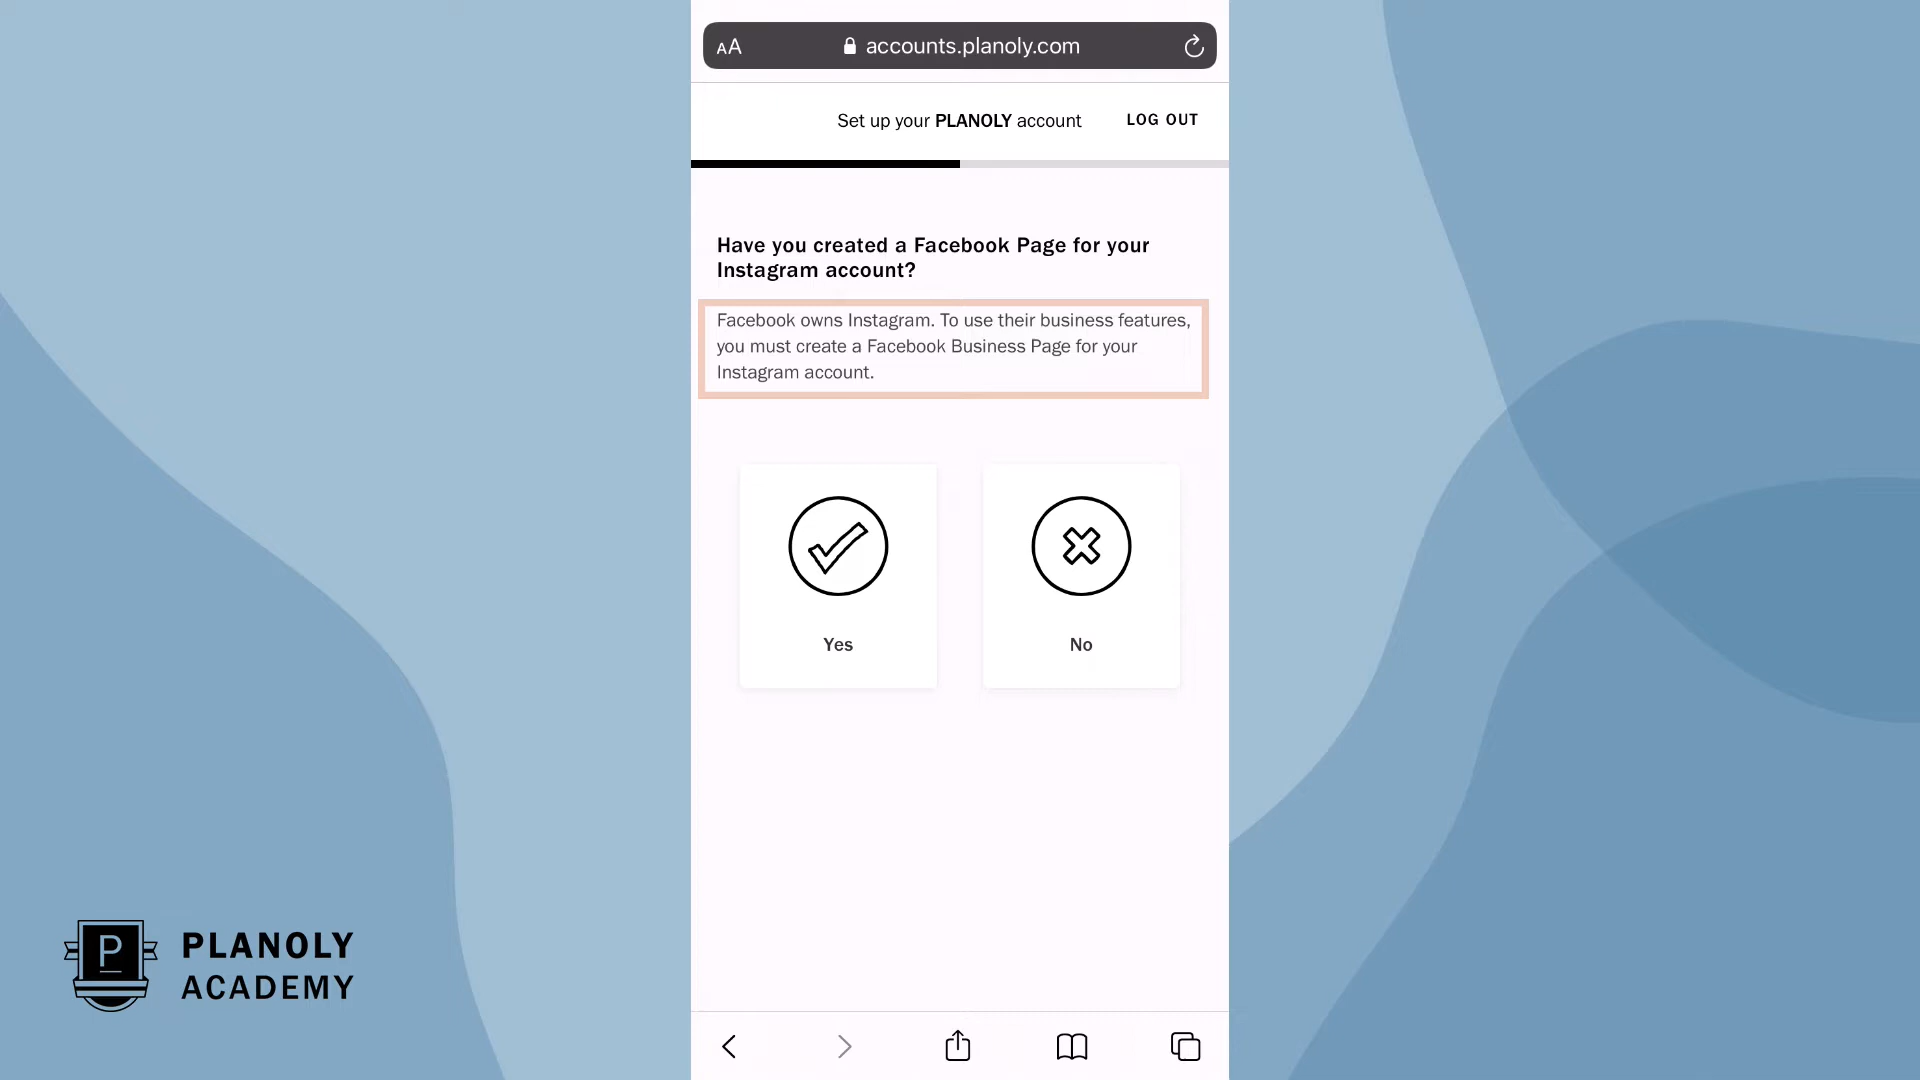 AA
accounts.planoly.com
Set up your PLANOLY account
LOG OUT
Have you created a Facebook Page for your
Instagram account?
Facebook owns Instagram. To use their business features,
you must create a Facebook Business Page for your
Instagram account.
Yes
No
P
PLANOLY
ACADEMY